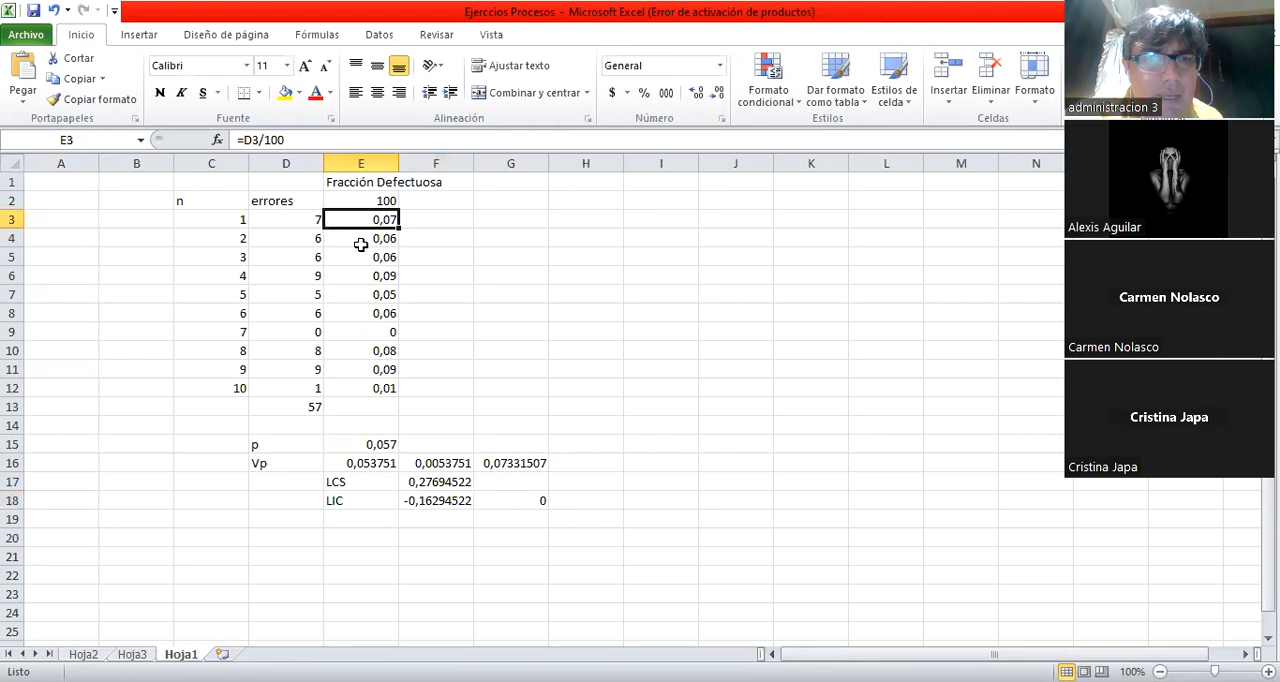 Ejerccios Procesos - Microsoft Excel (Error de activación de productos)
Archivo Inicio Insertar Diseño de página Fórmulas Datos Revisar Vista
Pegar
Cortar
Copiar
Copiar formato
Portapapeles
Calibri 11
N K S
Fuente
Ajustar texto
Combinar y centrar
Alineación
General
$ % 000
Número
Formato condicional
Dar formato como tabla
Estilos de celda
Estilos
Insertar Eliminar Formato
Celdas
E3 fx =D3/100
A B C D E F G H I J K L M N
1 Fracción Defectuosa
2 n errores 100
3 1 7 0,07
4 2 6 0,06
5 3 6 0,06
6 4 9 0,09
7 5 5 0,05
8 6 6 0,06
9 7 0 0
10 8 8 0,08
11 9 9 0,09
12 10 1 0,01
13 57
14
15 p 0,057
16 Vp 0,053751 0,0053751 0,07331507
17 LCS 0,27694522
18 LIC -0,16294522 0
19
20
21
22
23
24
25
Hoja2 Hoja3 Hoja1
Listo 100%
administracion 3
Alexis Aguilar
Carmen Nolasco
Carmen Nolasco
Cristina Japa
Cristina Japa